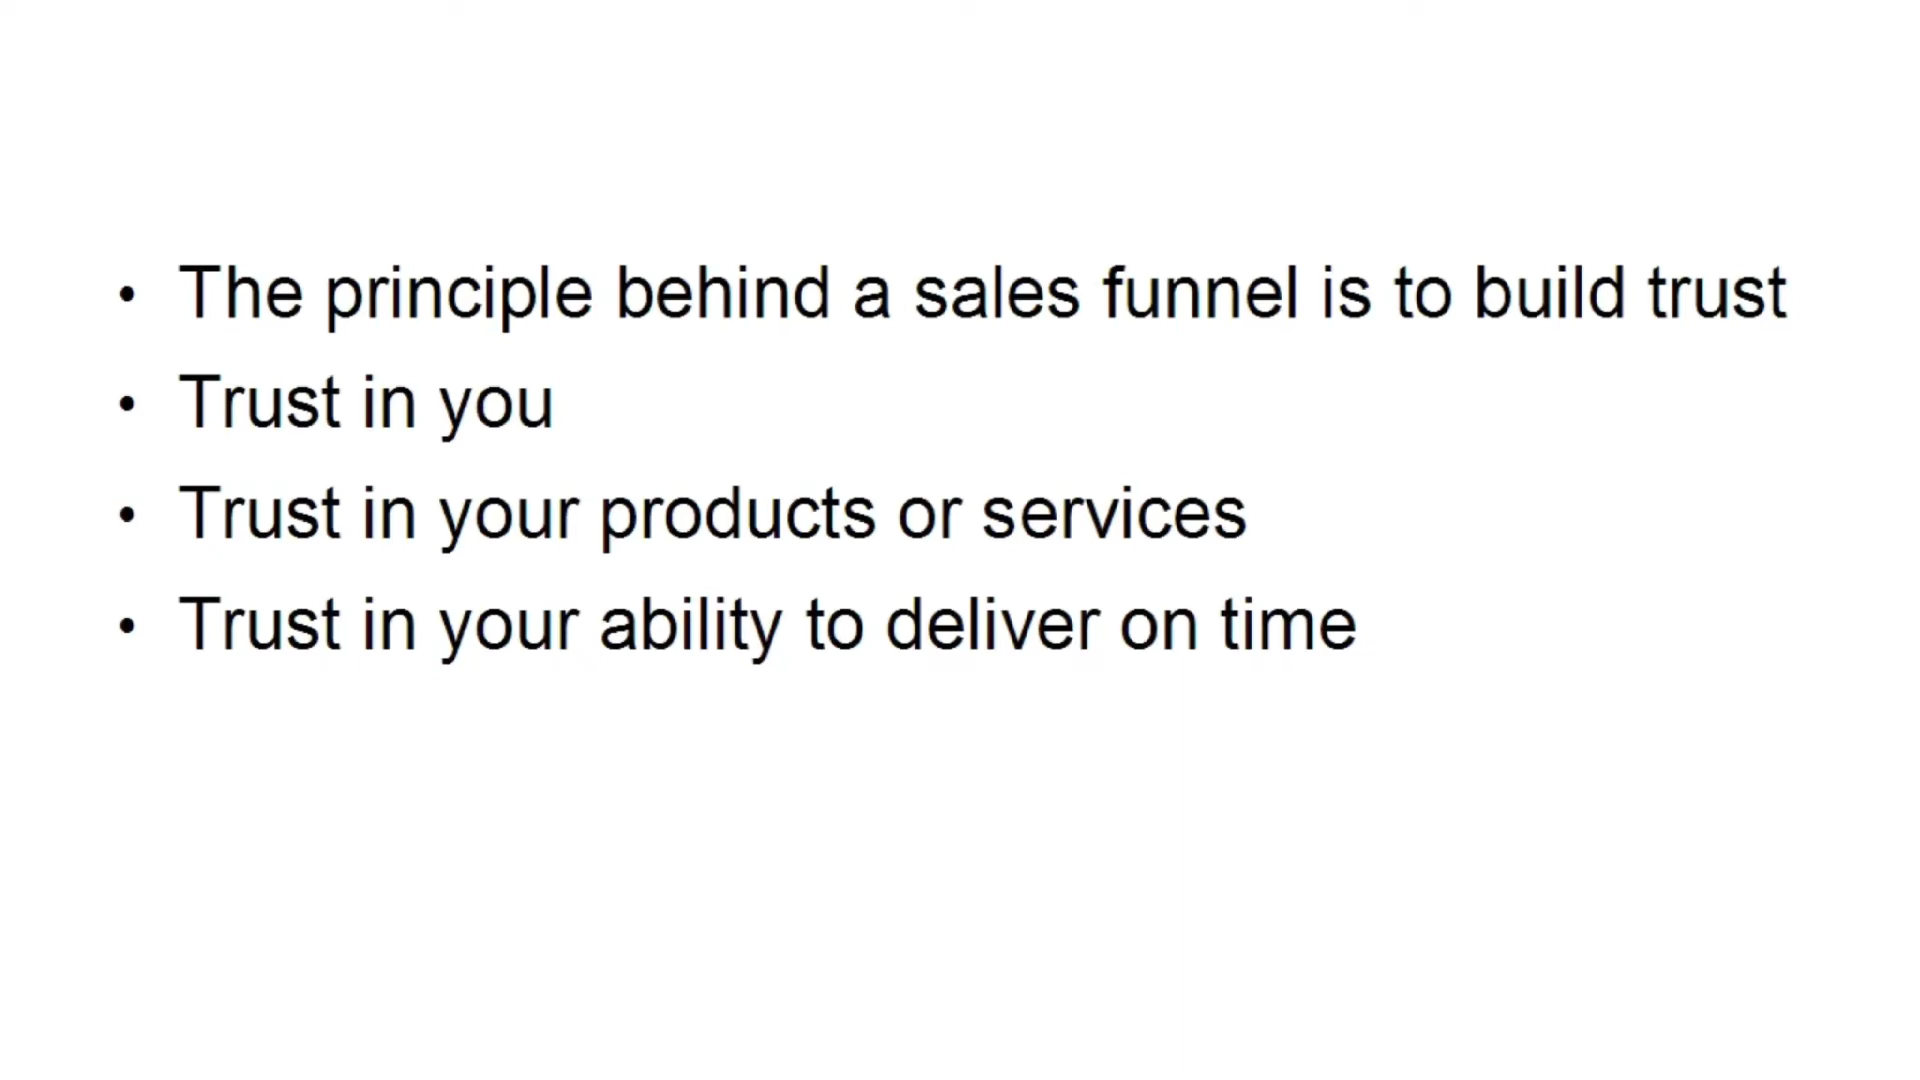 • The principle behind a sales funnel is to build trust
• Trust in you
• Trust in your products or services
• Trust in your ability to deliver on time